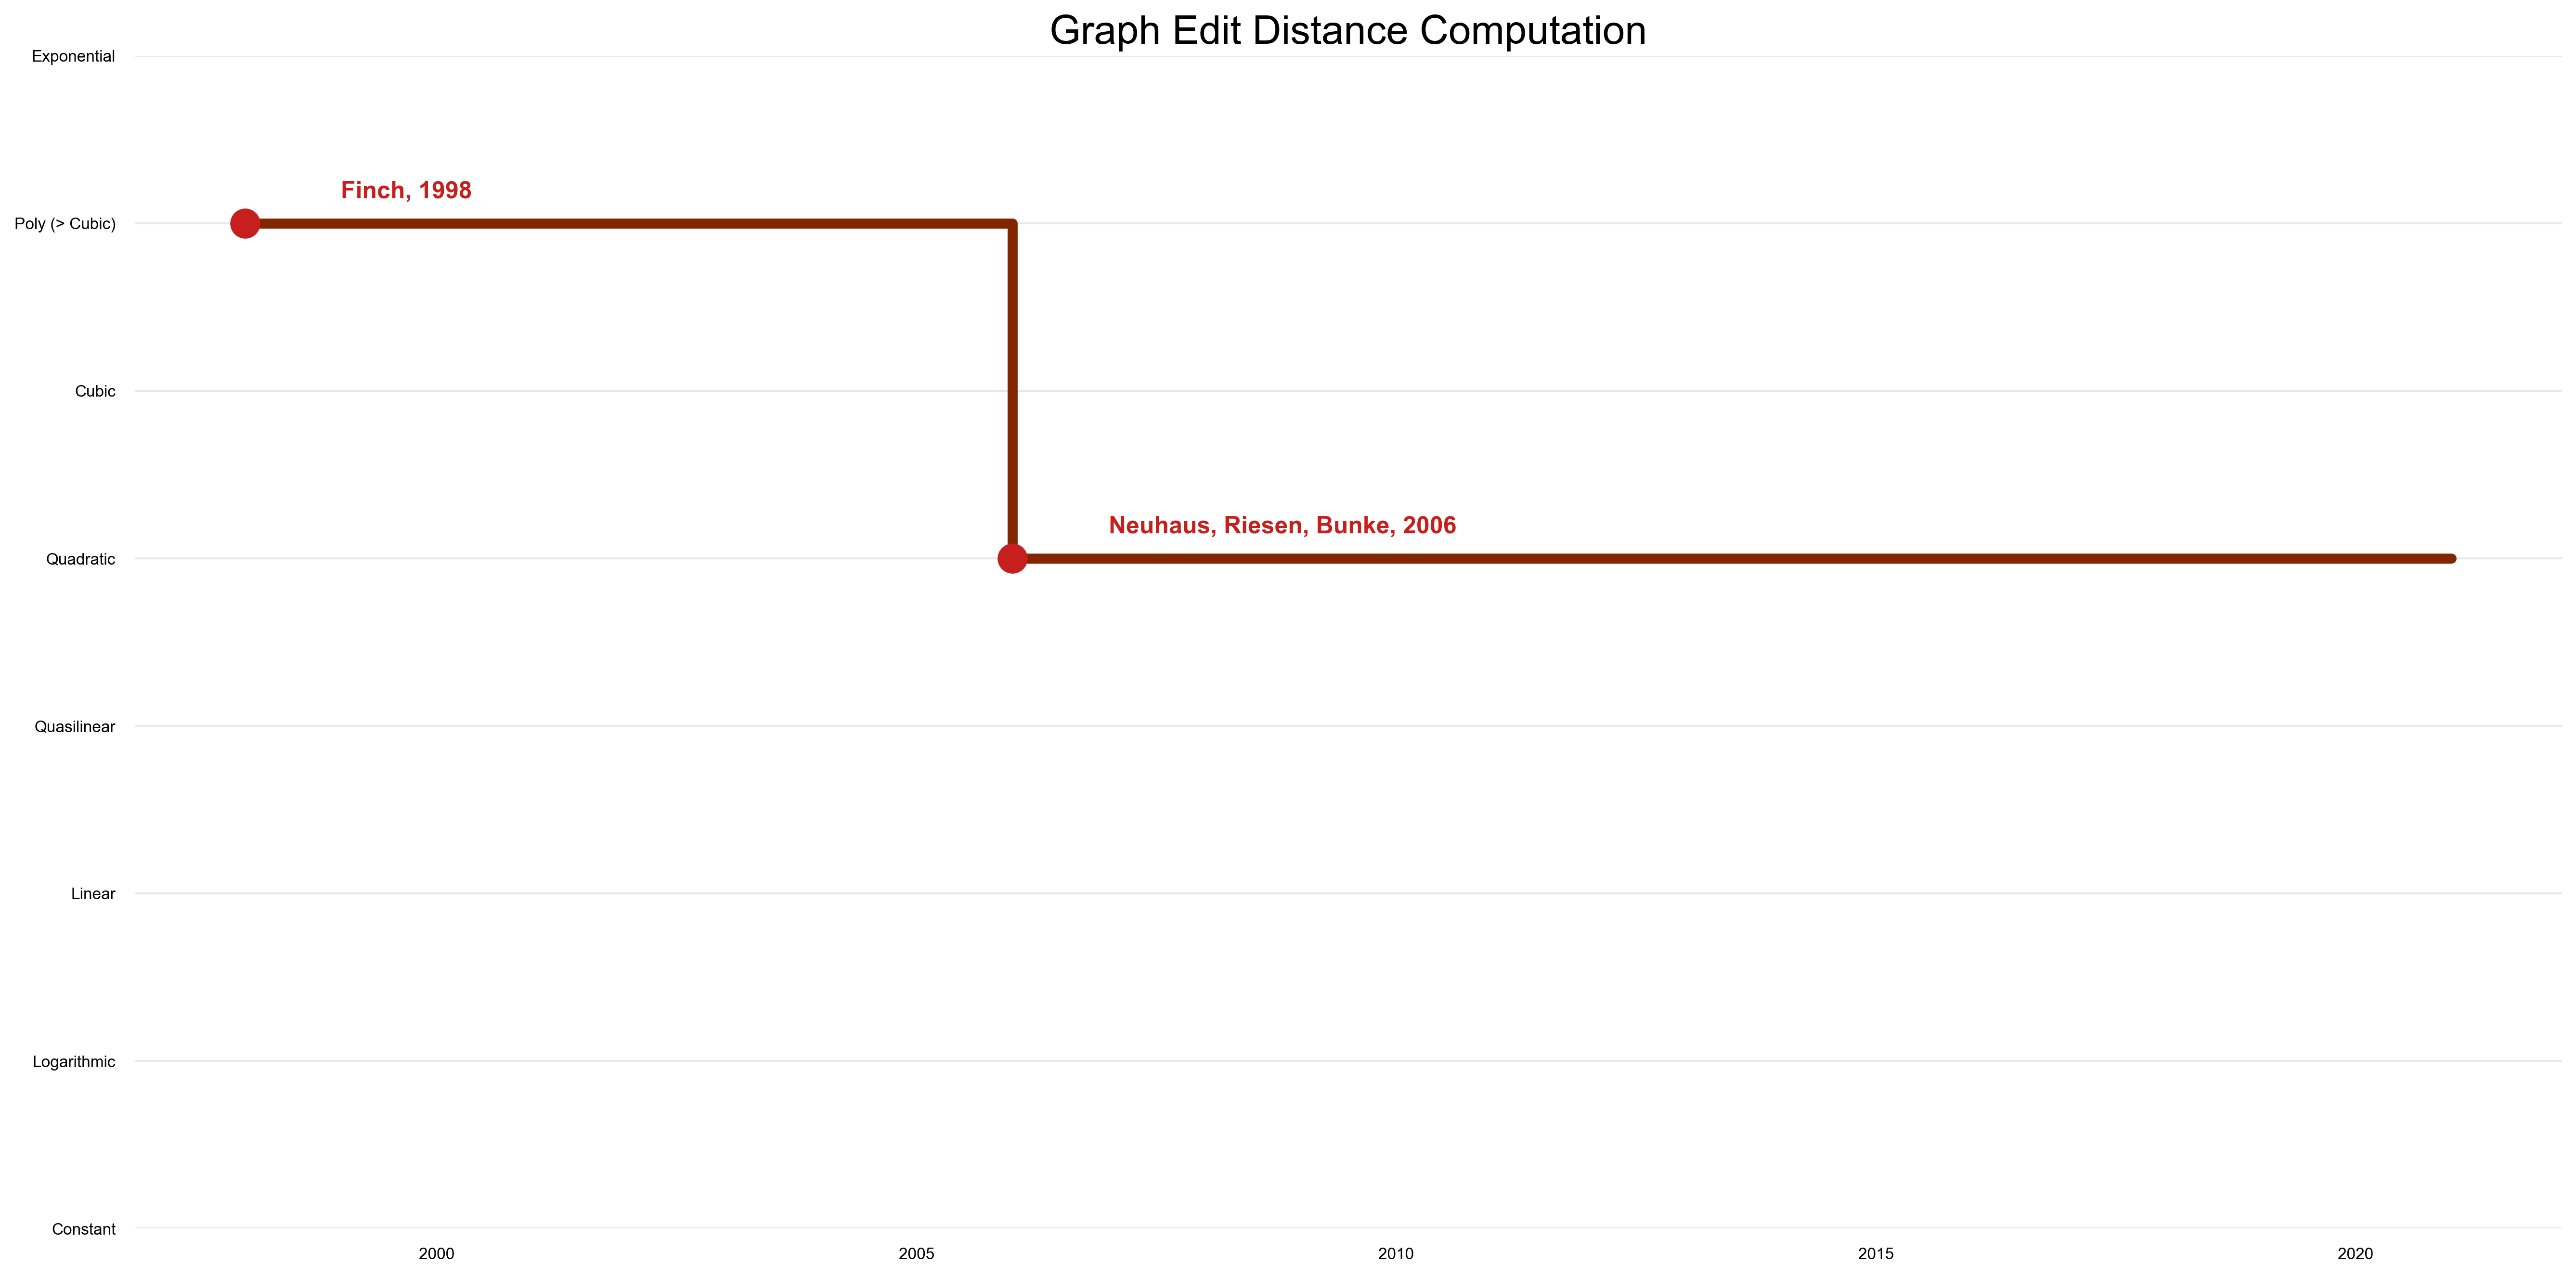 Graph Edit Distance Computation
Exponential
Finch, 1998
Poly (> Cubic)
Cubic
Neuhaus, Riesen, Bunke, 2006
Quadratic
Quasilinear
Linear
Logarithmic
Constant
2000 2005 2010 2015 2020